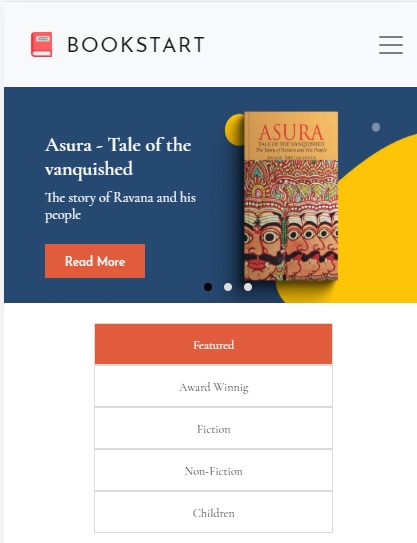 BOOKSTART
Asura - Tale of the
vanquished
The story of Ravana and his
people
Read More
ASURA
TALE OF THE VANQUISHED
The Story of Ravana and His People
Featured
Award Winnig
Fiction
Non-Fiction
Children